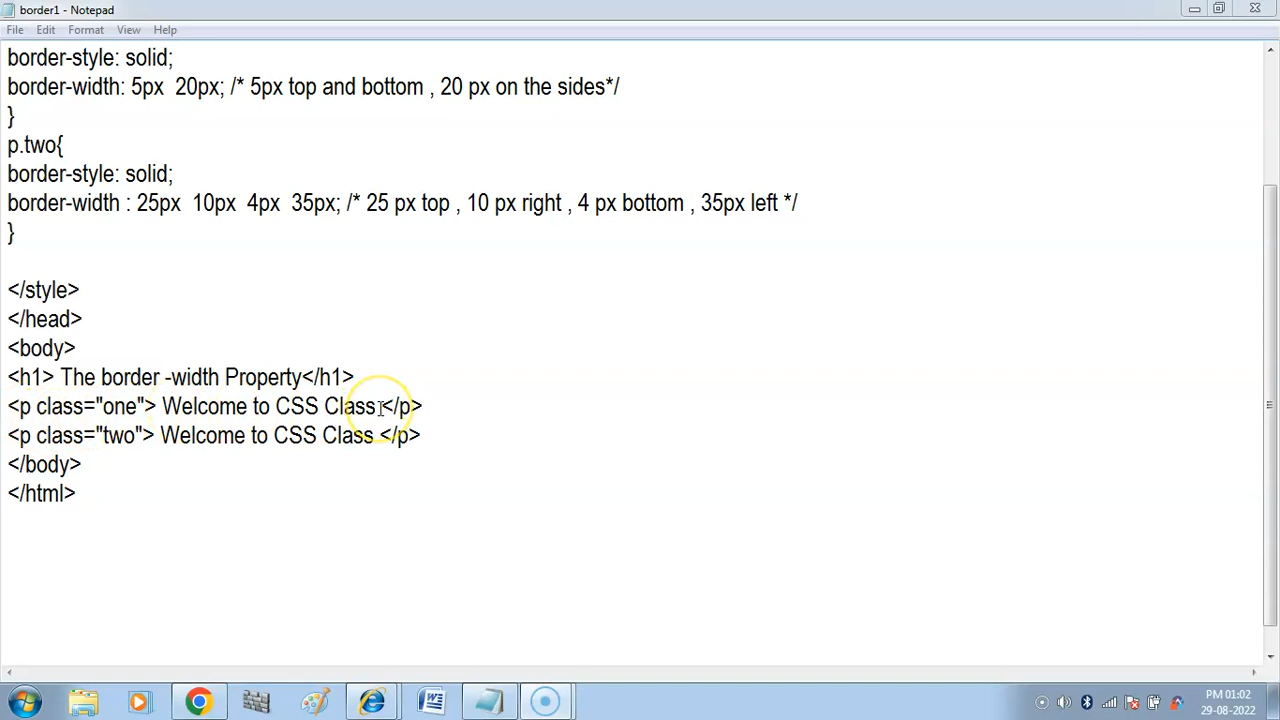 border1 - Notepad
File Edit Format View Help
border-style: solid;
border-width: 5px  20px; /* 5px top and bottom , 20 px on the sides*/
}
p.two{
border-style: solid;
border-width : 25px  10px  4px  35px; /* 25 px top , 10 px right , 4 px bottom , 35px left */
}
</style>
</head>
<body>
<h1> The border -width Property</h1>
<p class="one"> Welcome to CSS Class </p>
<p class="two"> Welcome to CSS Class </p>
</body>
</html>
PM 01:02
29-08-2022